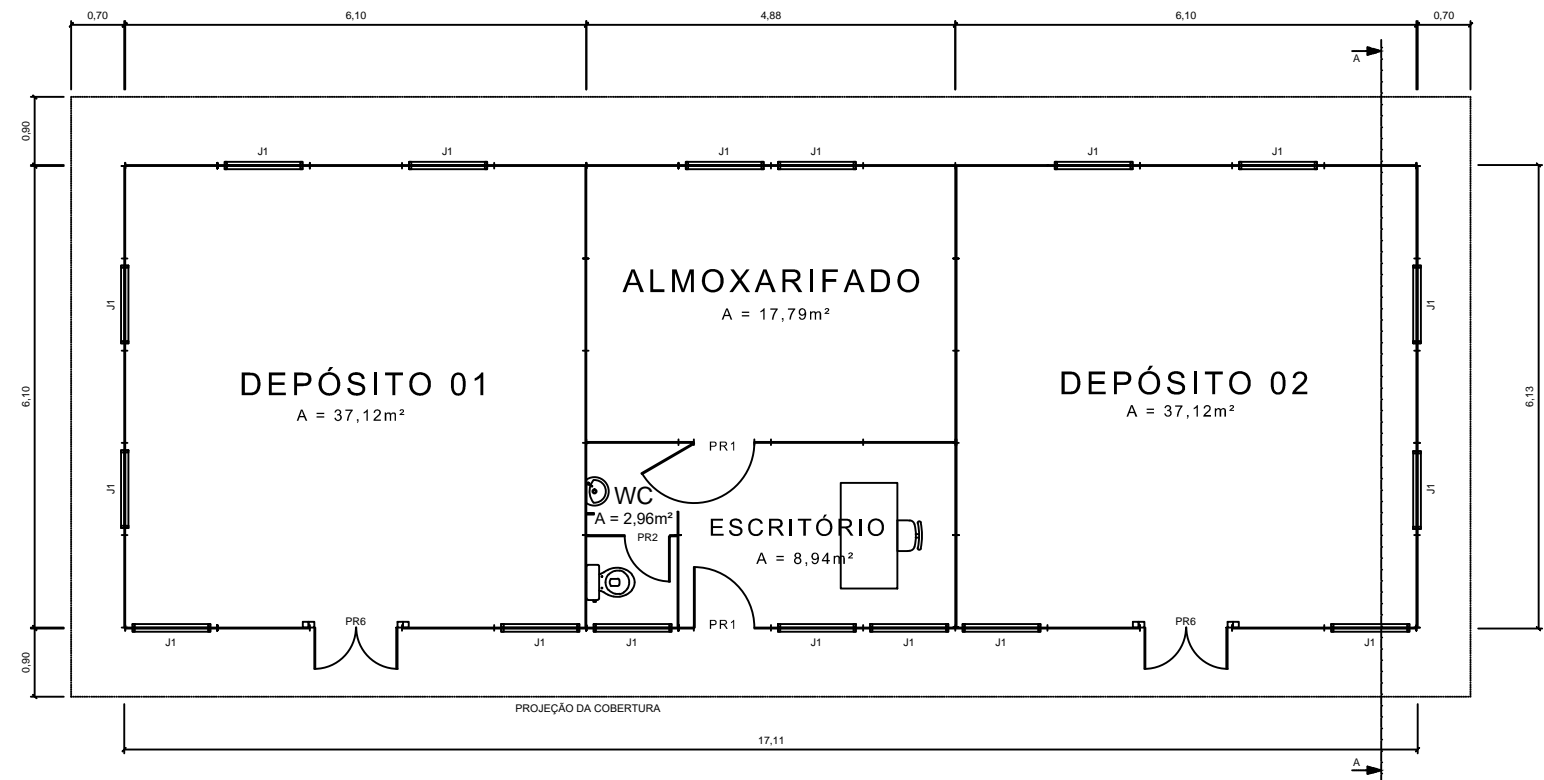 0,70
6,10
4,88
6,10
0,70
A
0,90
J1
J1
J1
J1
J1
J1
ALMOXARIFADO
A = 17,79m²
J1
J1
DEPÓSITO 01
A = 37,12m²
DEPÓSITO 02
A = 37,12m²
6,10
6,13
PR1
J1
J1
WC
A = 2,96m²
PR2
ESCRITÓRIO
A = 8,94m²
PR6
PR1
PR6
J1
J1
J1
J1
J1
J1
J1
0,90
PROJEÇÃO DA COBERTURA
17,11
A